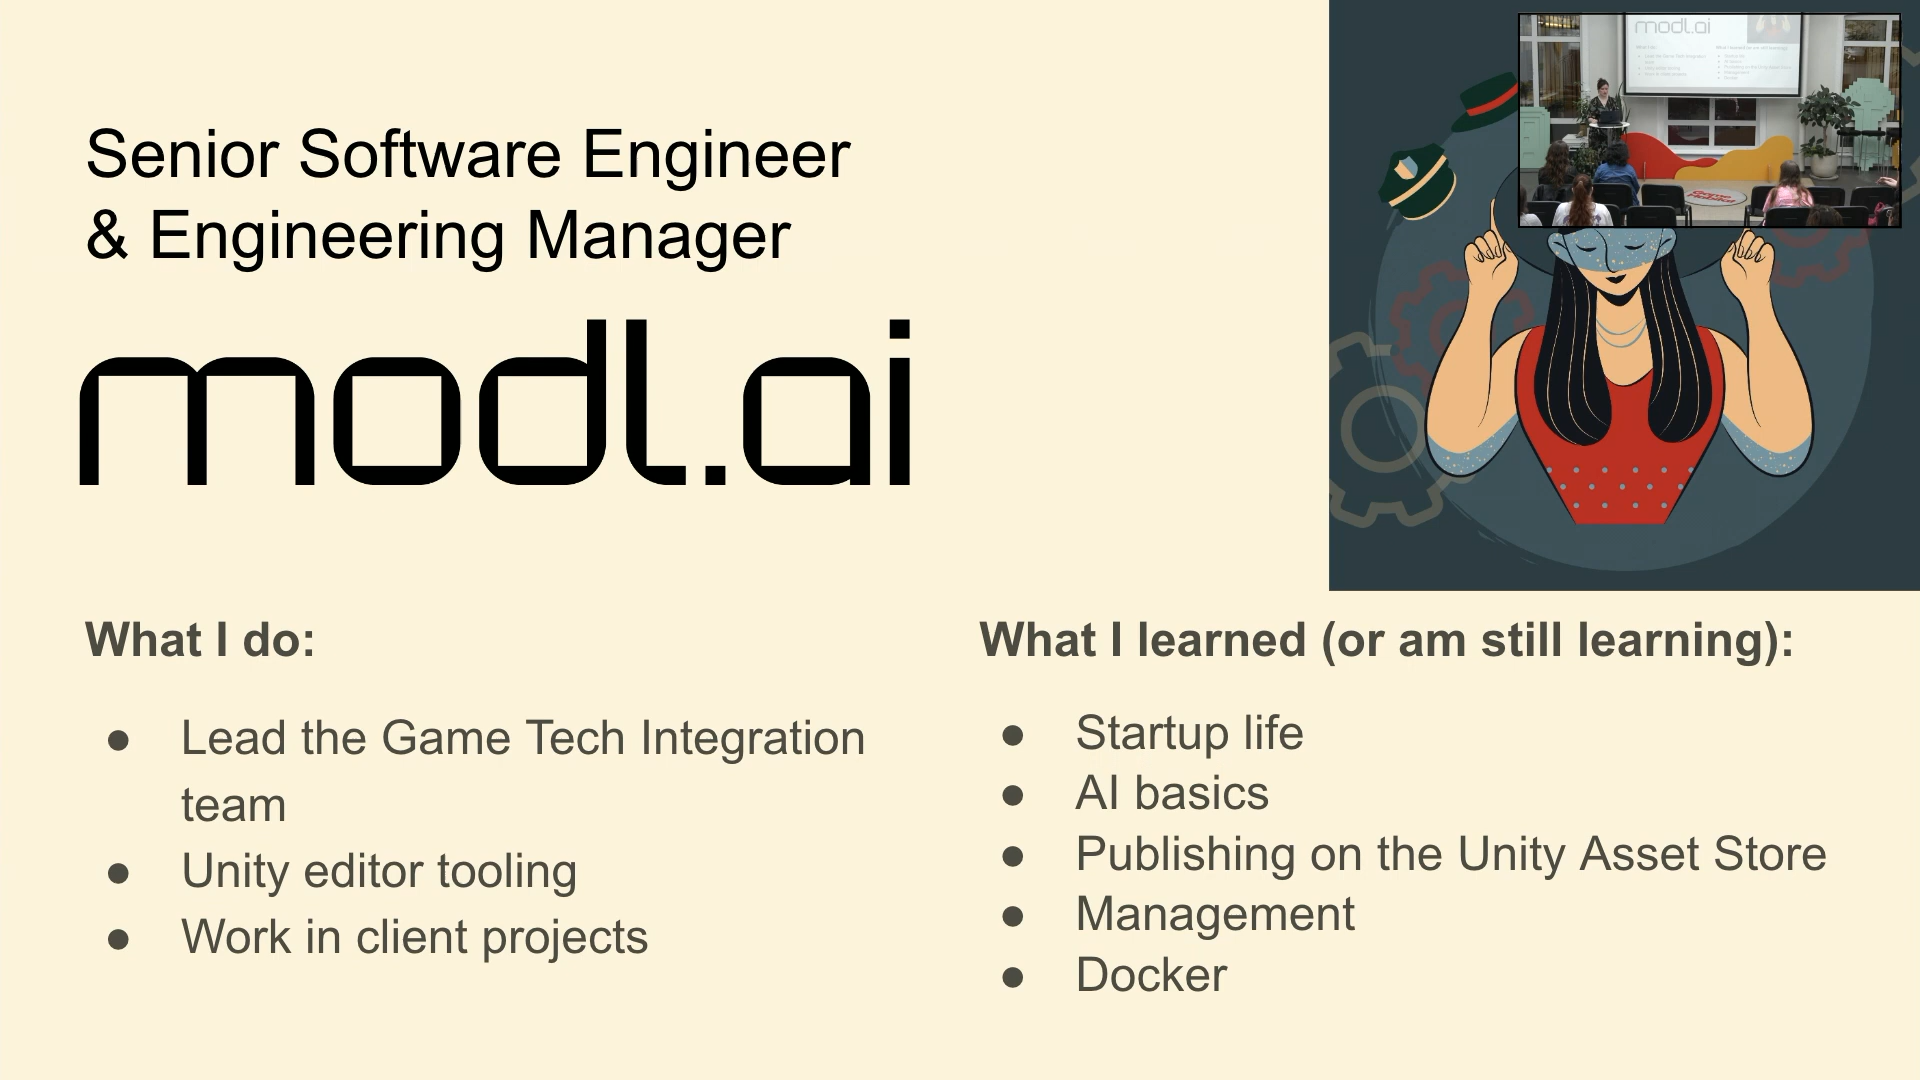 Senior Software Engineer
& Engineering Manager
modl.ai
What I do:
● Lead the Game Tech Integration
team
● Unity editor tooling
● Work in client projects
What I learned (or am still learning):
● Startup life
● AI basics
● Publishing on the Unity Asset Store
● Management
● Docker
modl.ai